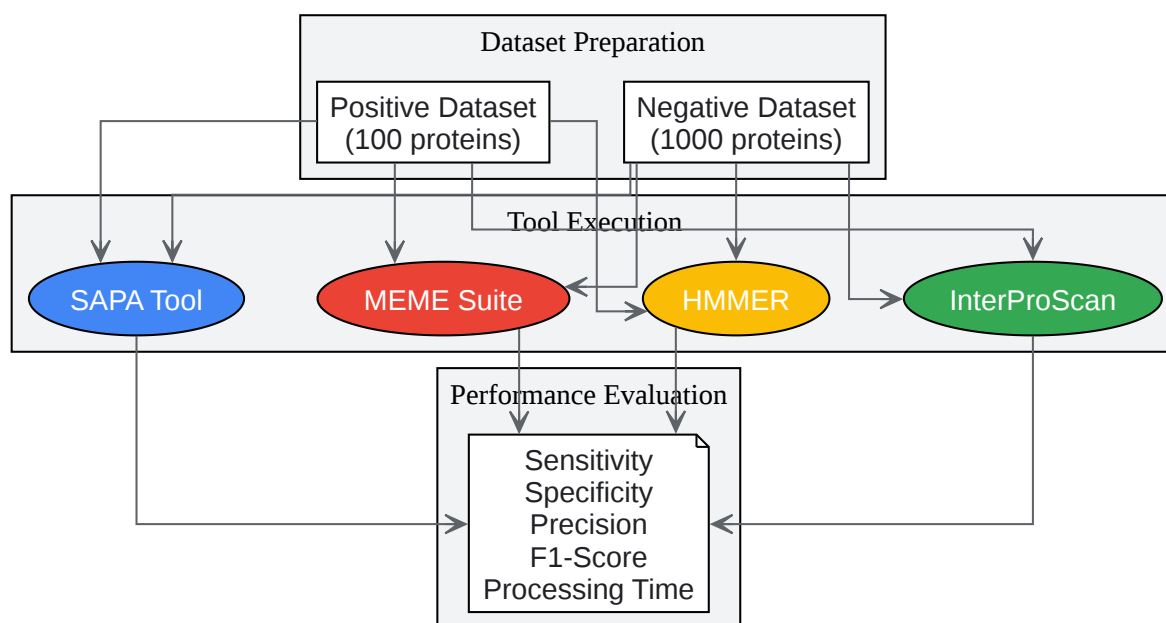 Dataset Preparation
Positive Dataset
(100 proteins)
Negative Dataset
(1000 proteins)
Tool Execution
SAPA Tool
MEME Suite
HMMER
InterProScan
Performance Evaluation
Sensitivity
Specificity
Precision
F1-Score
Processing Time